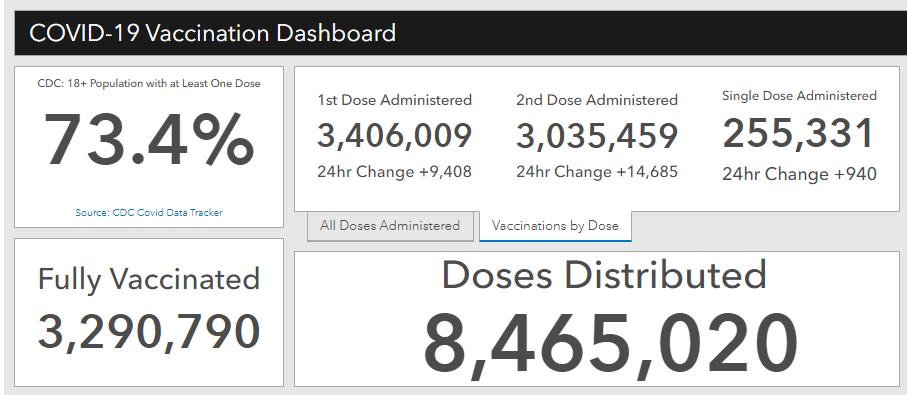 COVID-19 Vaccination Dashboard
CDC: 18+ Population with at Least One Dose
73.4%
Source: CDC Covid Data Tracker
1st Dose Administered
3,406,009
24hr Change +9,408
2nd Dose Administered
3,035,459
24hr Change +14,685
Single Dose Administered
255,331
24hr Change +940
All Doses Administered
Vaccinations by Dose
Fully Vaccinated
3,290,790
Doses Distributed
8,465,020